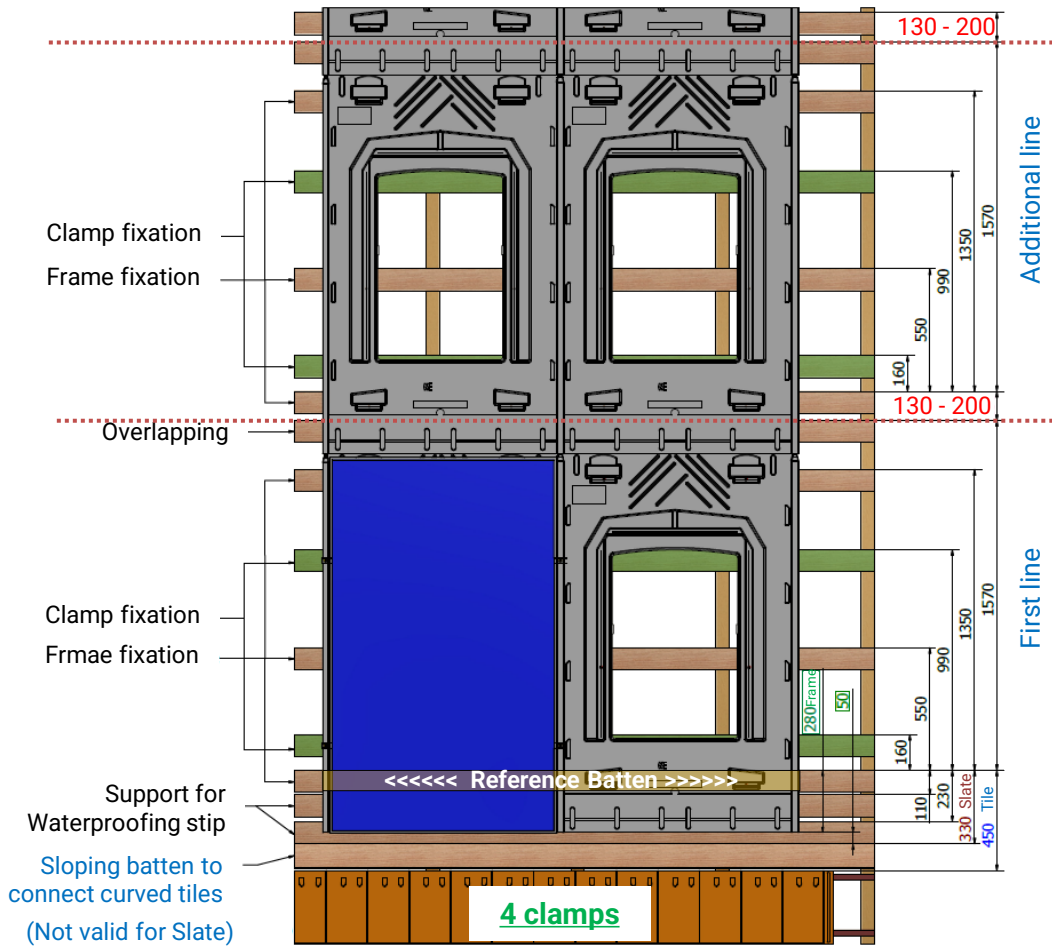 130 - 200
Additional line
1570
1350
990
550
160
Clamp fixation
Frame fixation
130 - 200
Overlapping
First line
1570
1350
990
550
160
Clamp fixation
Frmae fixation
280Frame
50
<<<<<< Reference Batten >>>>>>
110
230
330 Slate
450 Tile
Support for
Waterproofing stip
Sloping batten to
connect curved tiles
(Not valid for Slate)
4 clamps